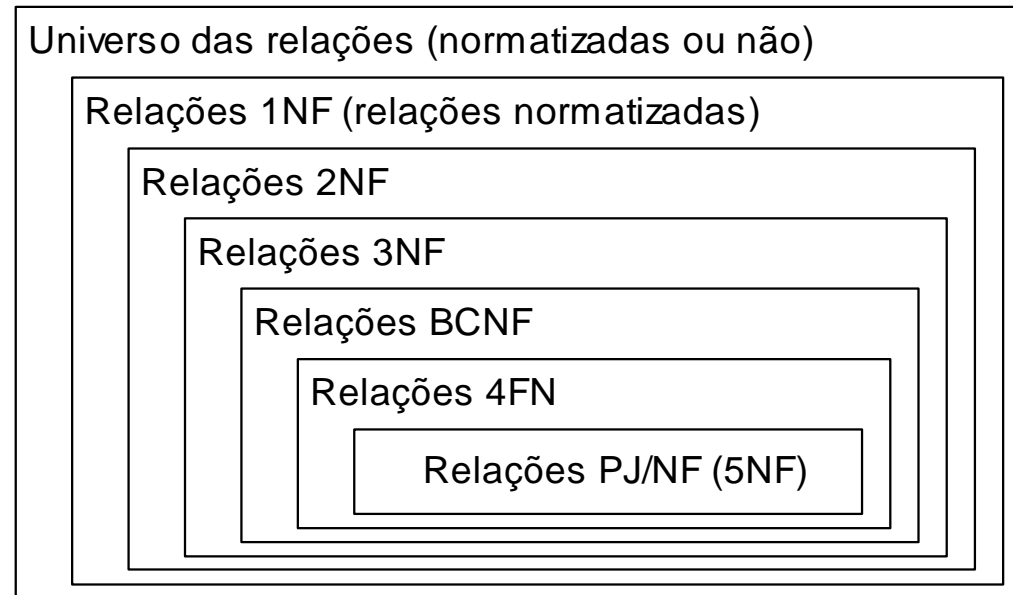 Universo das relações (normatizadas ou não)
Relações 1NF (relações normatizadas)
Relações 2NF
Relações 3NF
Relações BCNF
Relações 4FN
Relações PJ/NF (5NF)